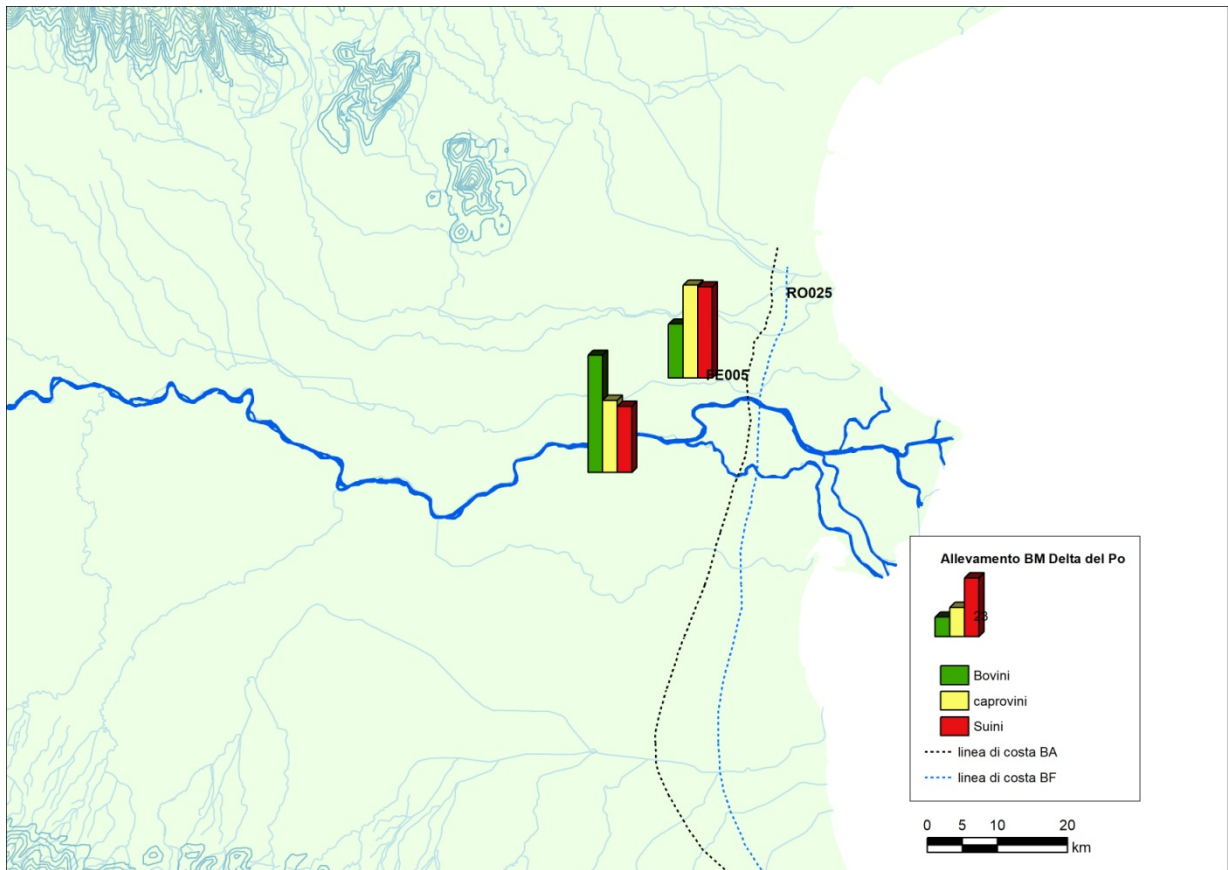 RO025
FE005
Allevamento BM Delta del Po
23
Bovini
caprovini
Suini
linea di costa BA
linea di costa BF
0 5 10 20
km